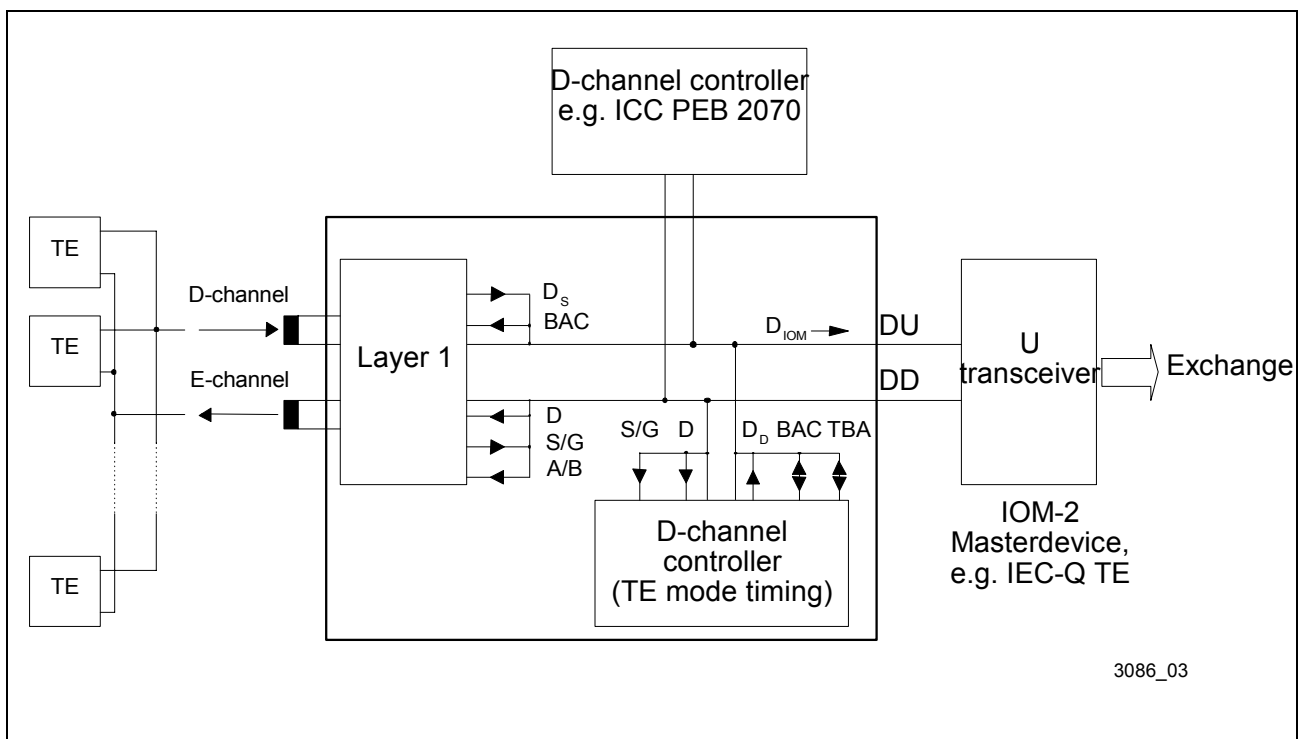 D-channel controller
e.g. ICC PEB 2070
TE
D-channel
TE
E-channel
TE
Layer 1
D_S
BAC
D_IOM
DU
DD
D
S/G
A/B
S/G D D_D BAC TBA
D-channel
controller
(TE mode timing)
U
transceiver
Exchange
IOM-2
Masterdevice,
e.g. IEC-Q TE
3086_03